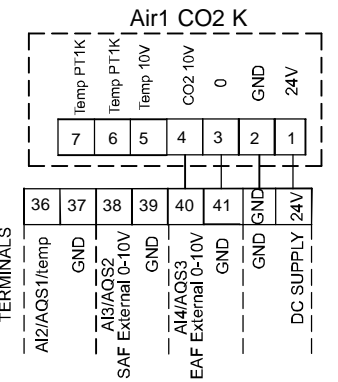 Air1 CO2 K
Temp PT1K
Temp PT1K
Temp 10V
CO2 10V
0
GND
24V
7 6 5 4 3 2 1
36 37 38 39 40 41 GND 24V
TERMINALS
AI2/AQS1/temp
GND
AI3/AQS2
SAF External 0-10V
GND
AI4/AQS3
EAF External 0-10V
GND
GND
DC SUPPLY